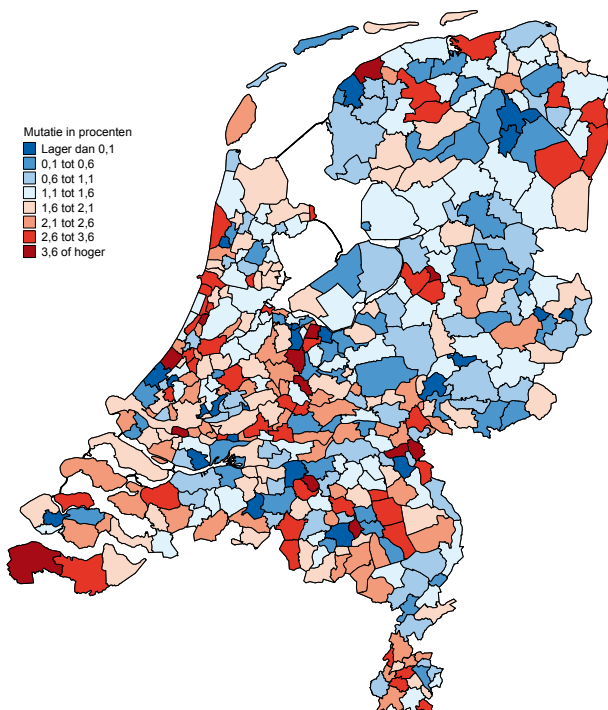 Mutatie in procenten
Lager dan 0,1
0,1 tot 0,6
0,6 tot 1,1
1,1 tot 1,6
1,6 tot 2,1
2,1 tot 2,6
2,6 tot 3,6
3,6 of hoger